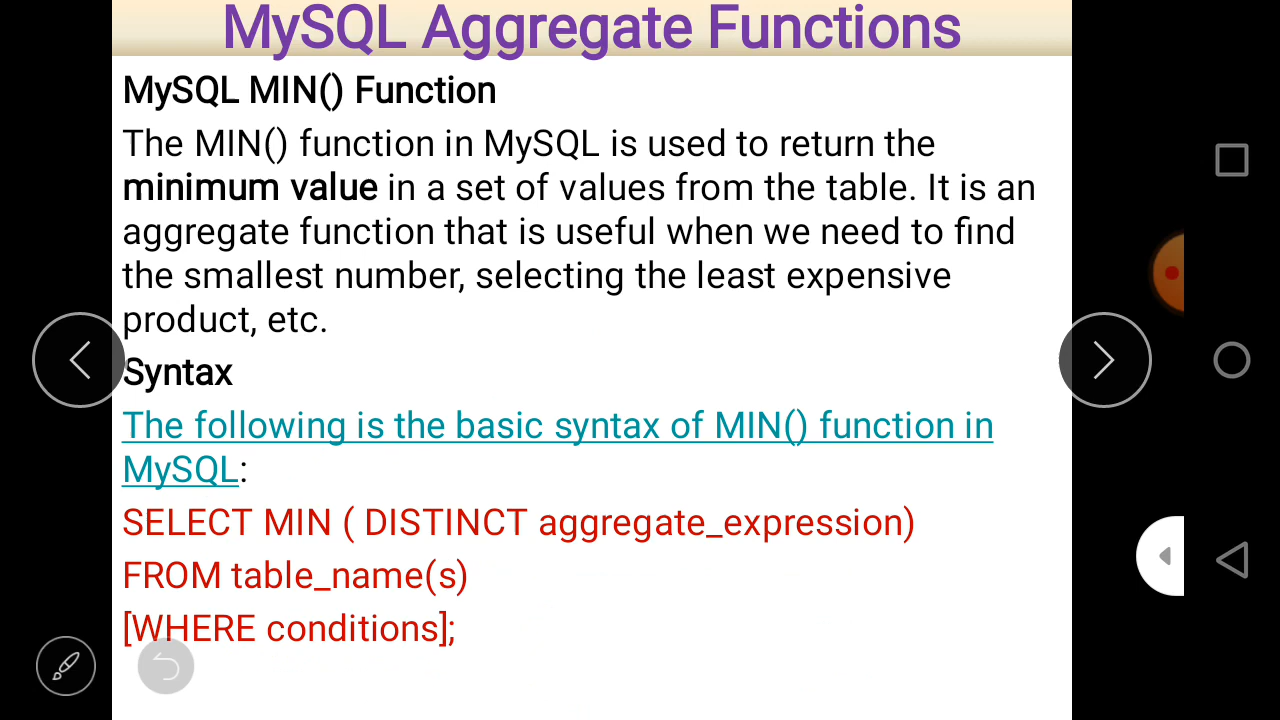 MySQL Aggregate Functions
MySQL MIN() Function
The MIN() function in MySQL is used to return the
minimum value in a set of values from the table. It is an
aggregate function that is useful when we need to find
the smallest number, selecting the least expensive
product, etc.
Syntax
The following is the basic syntax of MIN() function in
MySQL:
SELECT MIN ( DISTINCT aggregate_expression)
FROM table_name(s)
[WHERE conditions];